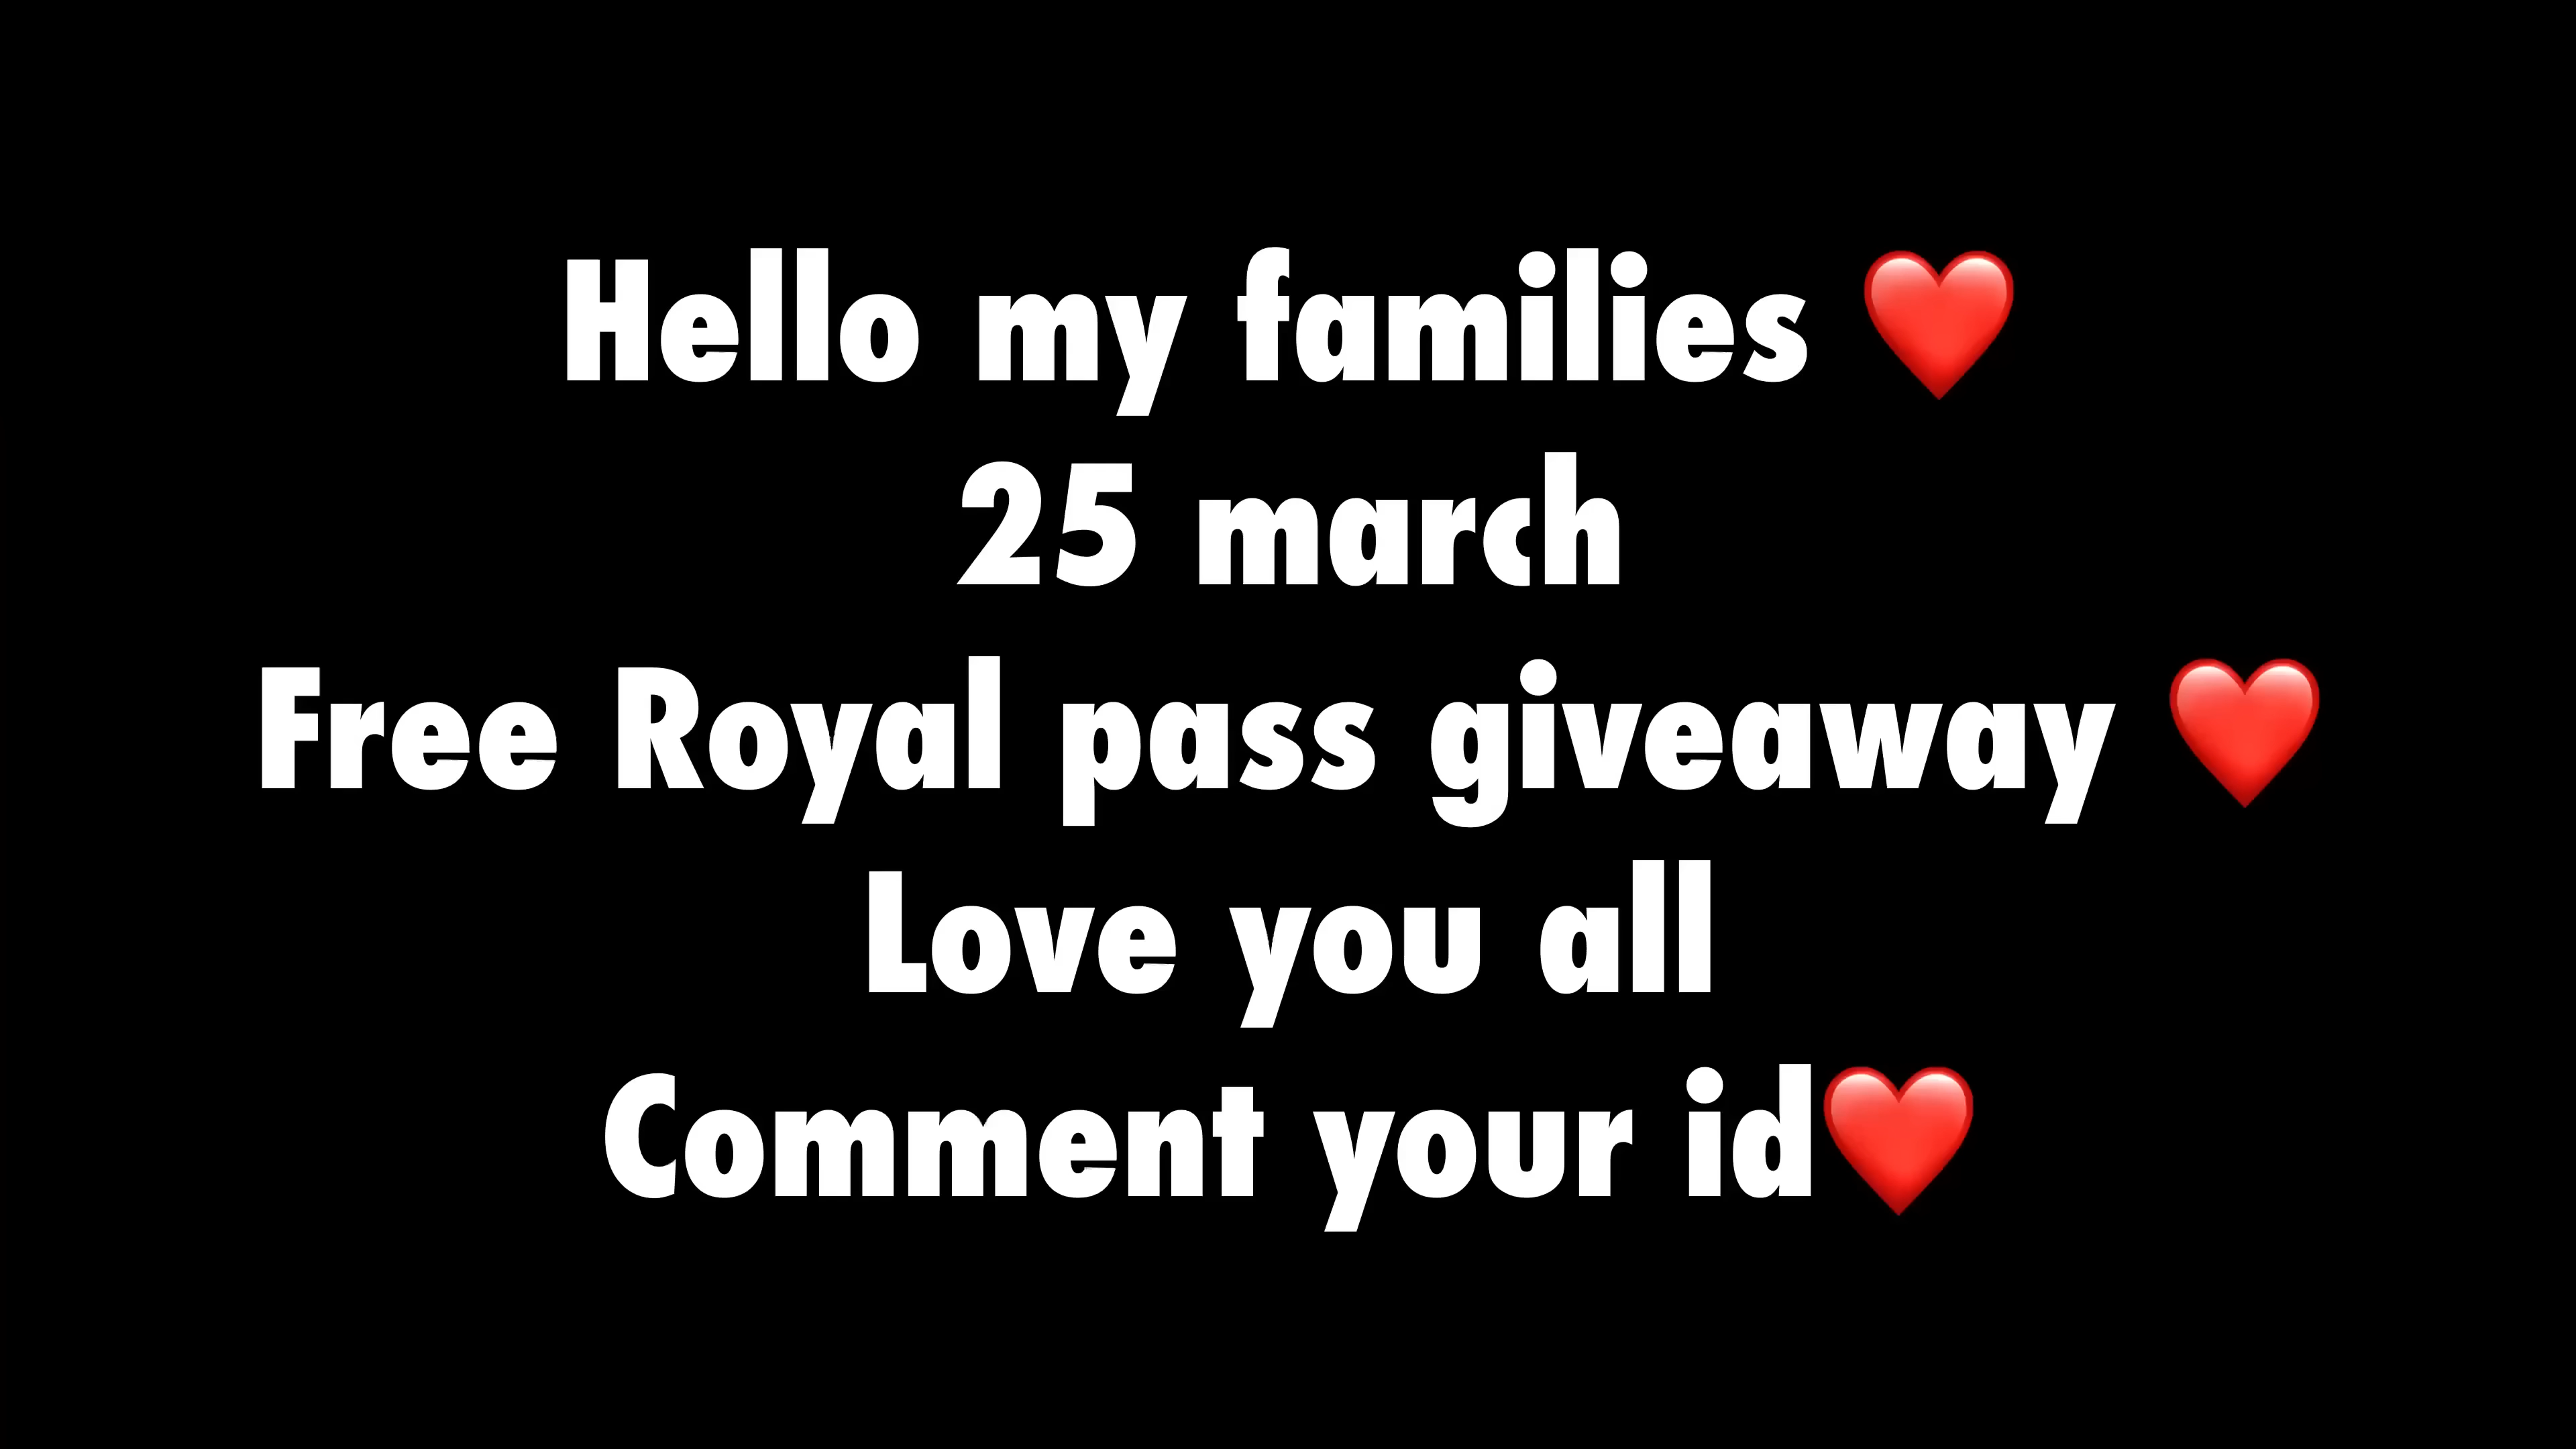 Hello my families ❤️
25 march
Free Royal pass giveaway ❤️
Love you all
Comment your id❤️